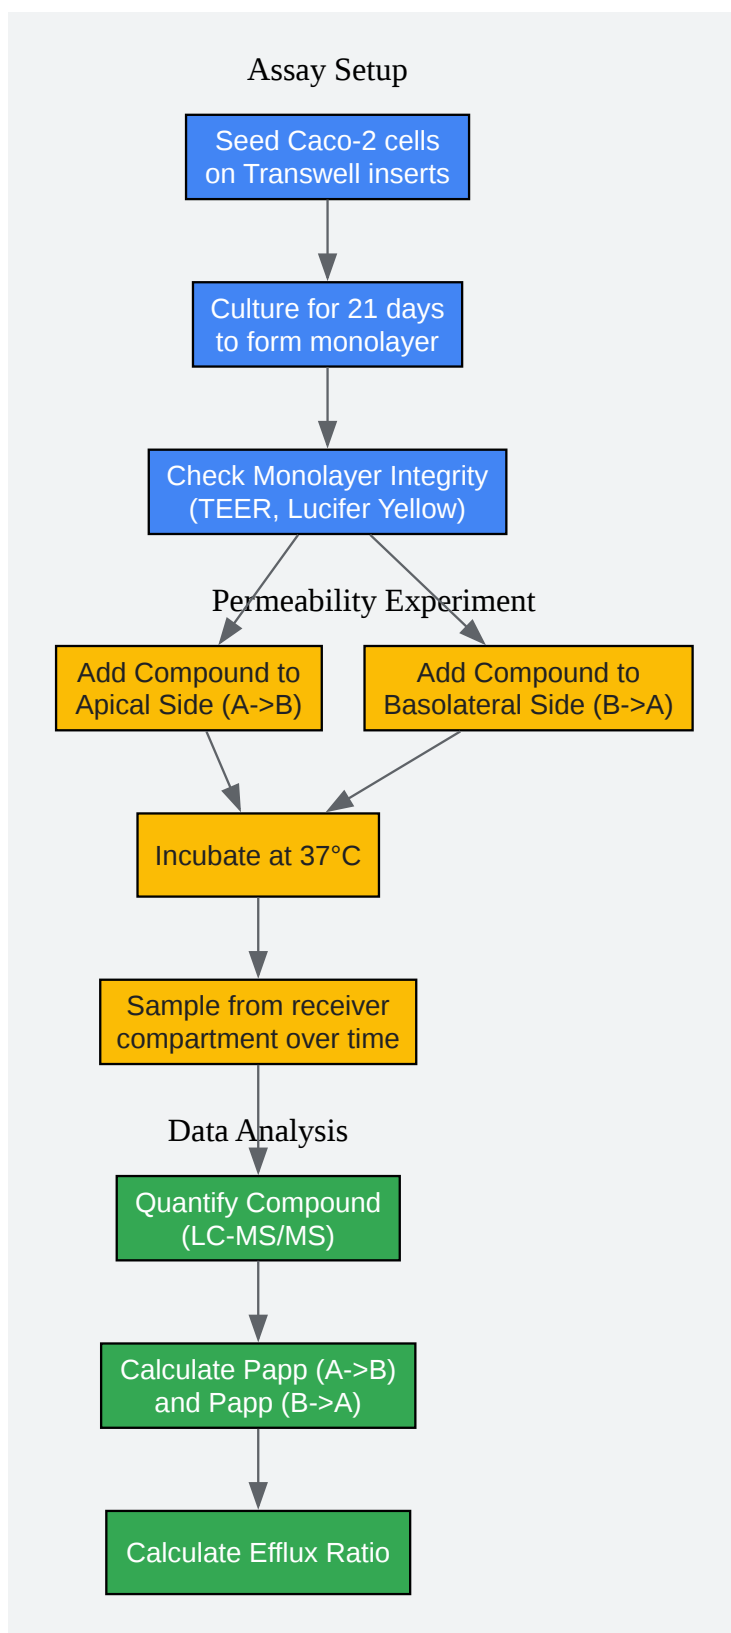 Assay Setup
Seed Caco-2 cells
on Transwell inserts
Culture for 21 days
to form monolayer
Check Monolayer Integrity
(TEER, Lucifer Yellow)
Permeability Experiment
Add Compound to
Apical Side (A->B)
Add Compound to
Basolateral Side (B->A)
Incubate at 37°C
Sample from receiver
compartment over time
Data Analysis
Quantify Compound
(LC-MS/MS)
Calculate Papp (A->B)
and Papp (B->A)
Calculate Efflux Ratio